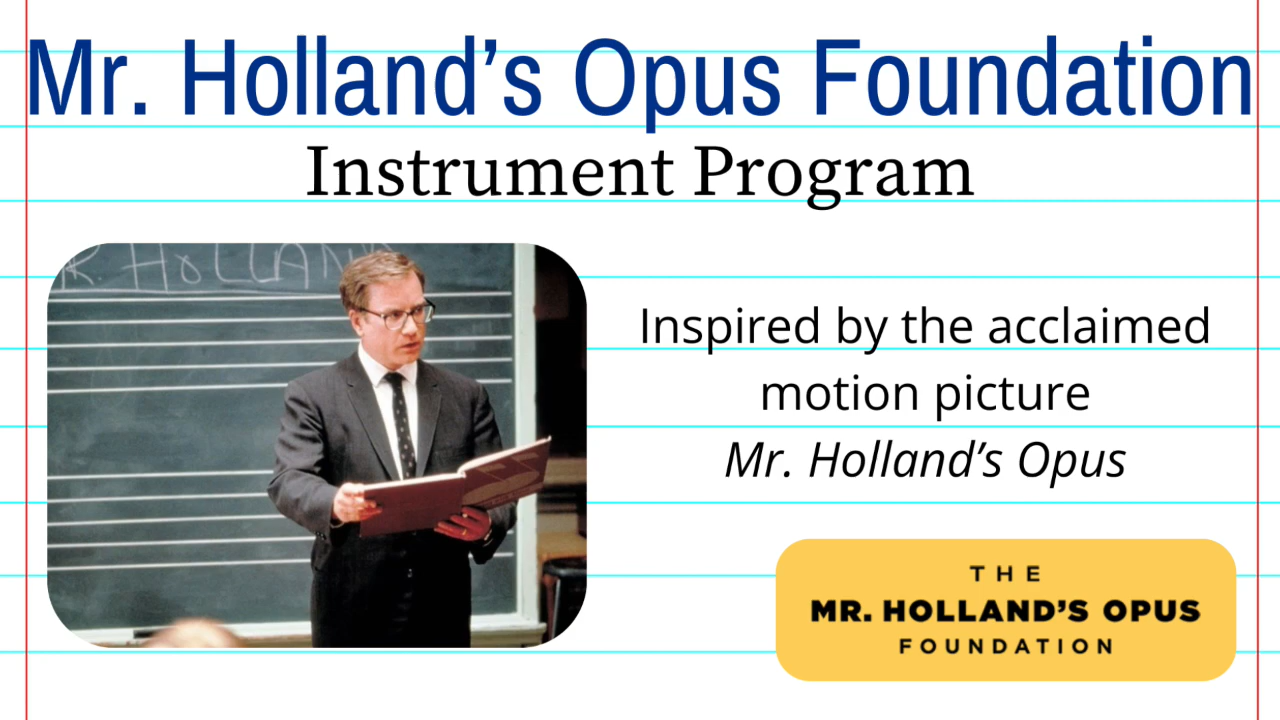 Mr. Holland’s Opus Foundation
Instrument Program
R. HOLLAN
Inspired by the acclaimed
motion picture
Mr. Holland’s Opus
THE
MR. HOLLAND’S OPUS
FOUNDATION